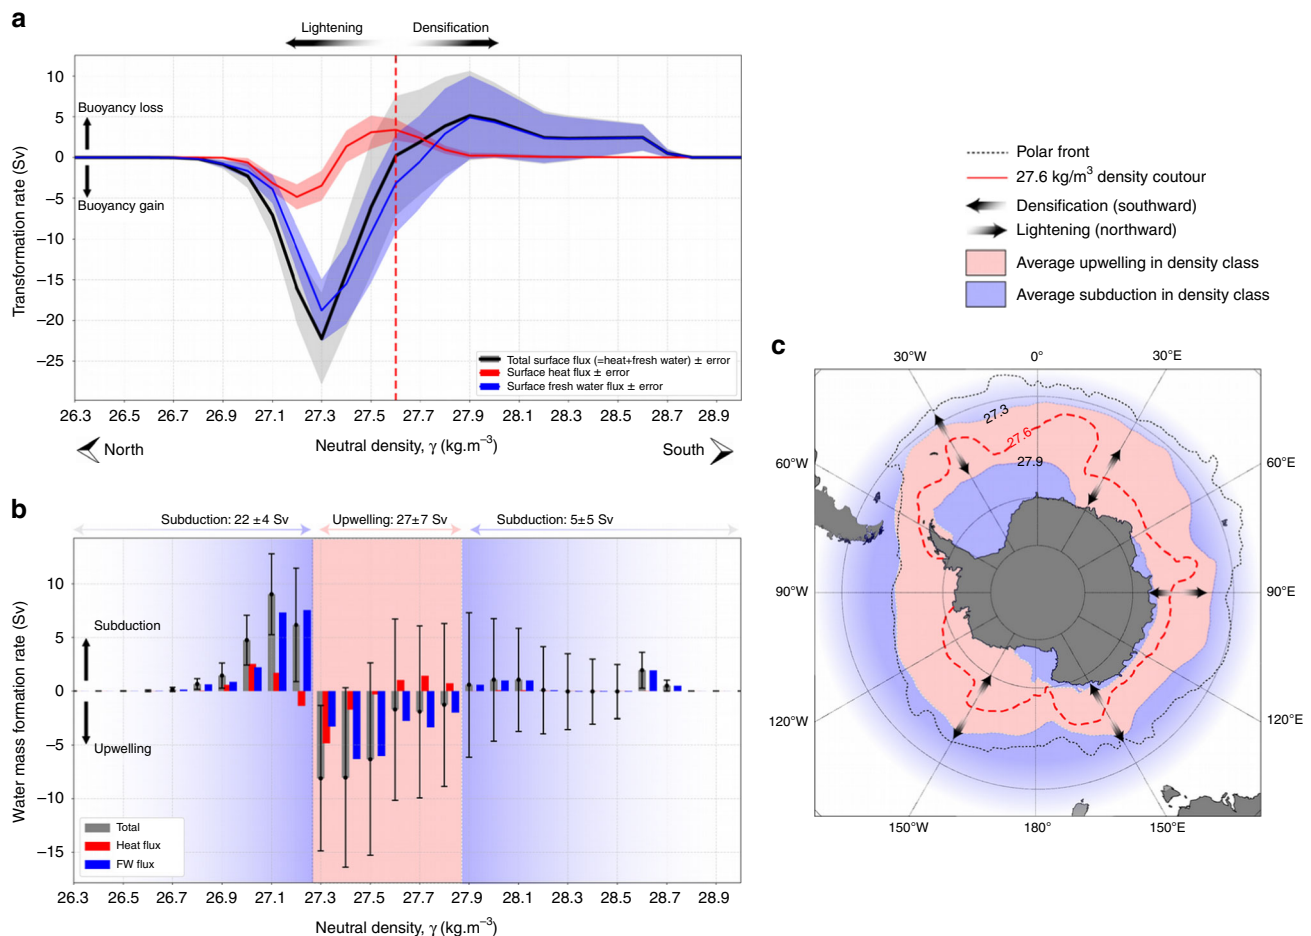 a
Lightening
Densification
10
5
0
−5
−10
−15
−20
−25
Transformation rate (Sv)
Buoyancy loss
Buoyancy gain
Total surface flux (=heat+fresh water) ± error
Surface heat flux ± error
Surface fresh water flux ± error
26.3 26.5 26.7 26.9 27.1 27.3 27.5 27.7 27.9 28.1 28.3 28.5 28.7 28.9
North
Neutral density, γ (kg.m⁻³)
South
b
Subduction: 22 ±4 Sv
Upwelling: 27±7 Sv
Subduction: 5±5 Sv
10
5
0
−5
−10
−15
Water mass formation rate (Sv)
Subduction
Upwelling
Total
Heat flux
FW flux
26.3 26.5 26.7 26.9 27.1 27.3 27.5 27.7 27.9 28.1 28.3 28.5 28.7 28.9
Neutral density, γ (kg.m⁻³)
Polar front
27.6 kg/m³ density coutour
Densification (southward)
Lightening (northward)
Average upwelling in density class
Average subduction in density class
c
30°W 0° 30°E
27.3
27.6
27.9
60°W 60°E
90°W 90°E
120°W 120°E
150°W 180° 150°E